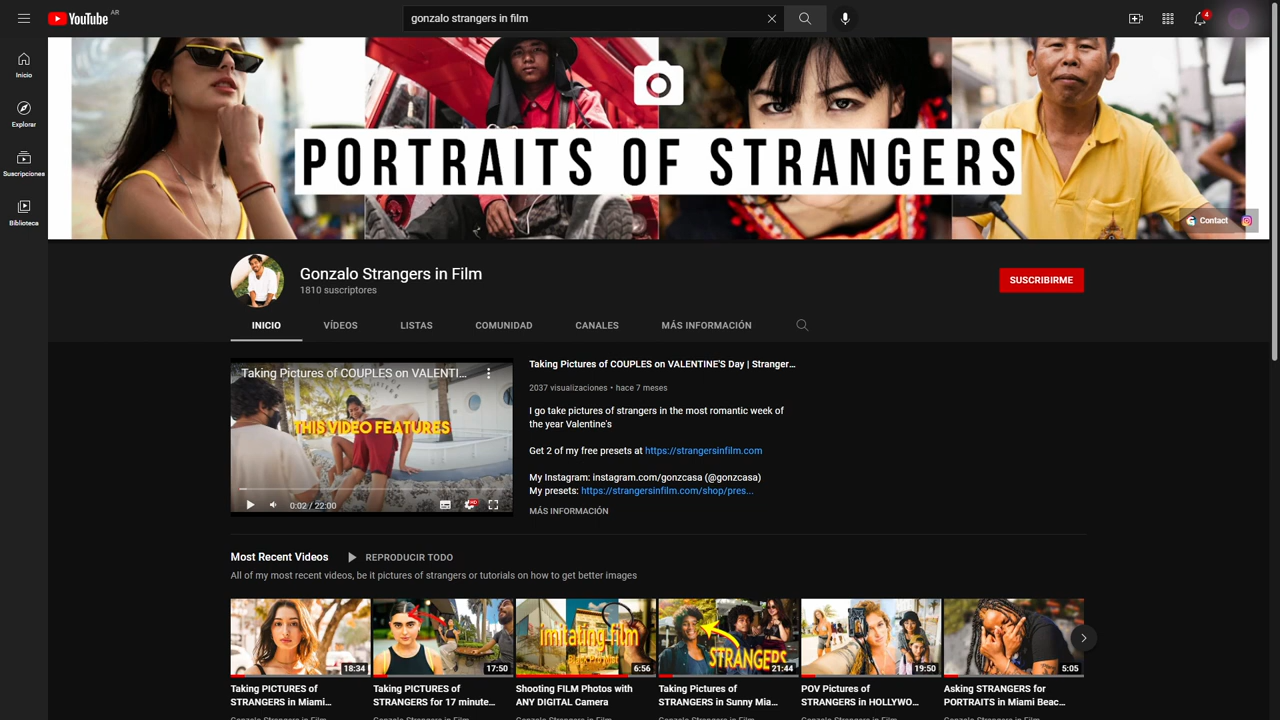 YouTube AR
gonzalo strangers in film
4
Inicio
Explorar
Suscripciones
Biblioteca
PORTRAITS OF STRANGERS
Contact
Gonzalo Strangers in Film
1810 suscriptores
SUSCRIBIRME
INICIO VÍDEOS LISTAS COMUNIDAD CANALES MÁS INFORMACIÓN
Taking Pictures of COUPLES on VALENTI...
THIS VIDEO FEATURES
0:02 / 22:00
HD
Taking Pictures of COUPLES on VALENTINE'S Day | Stranger...
2037 visualizaciones • hace 7 meses
I go take pictures of strangers in the most romantic week of
the year Valentine's
Get 2 of my free presets at https://strangersinfilm.com
My Instagram: instagram.com/gonzcasa (@gonzcasa)
My presets: https://strangersinfilm.com/shop/pres...
MÁS INFORMACIÓN
Most Recent Videos REPRODUCIR TODO
All of my most recent videos, be it pictures of strangers or tutorials on how to get better images
18:34
17:50
imitating film
6:56
STRANGERS
21:44
19:50
5:05
Taking PICTURES of
STRANGERS in Miami...
Taking PICTURES of
STRANGERS for 17 minute...
Shooting FILM Photos with
ANY DIGITAL Camera
Taking Pictures of
STRANGERS in Sunny Mia...
POV Pictures of
STRANGERS in HOLLYWO...
Asking STRANGERS for
PORTRAITS in Miami Beac...